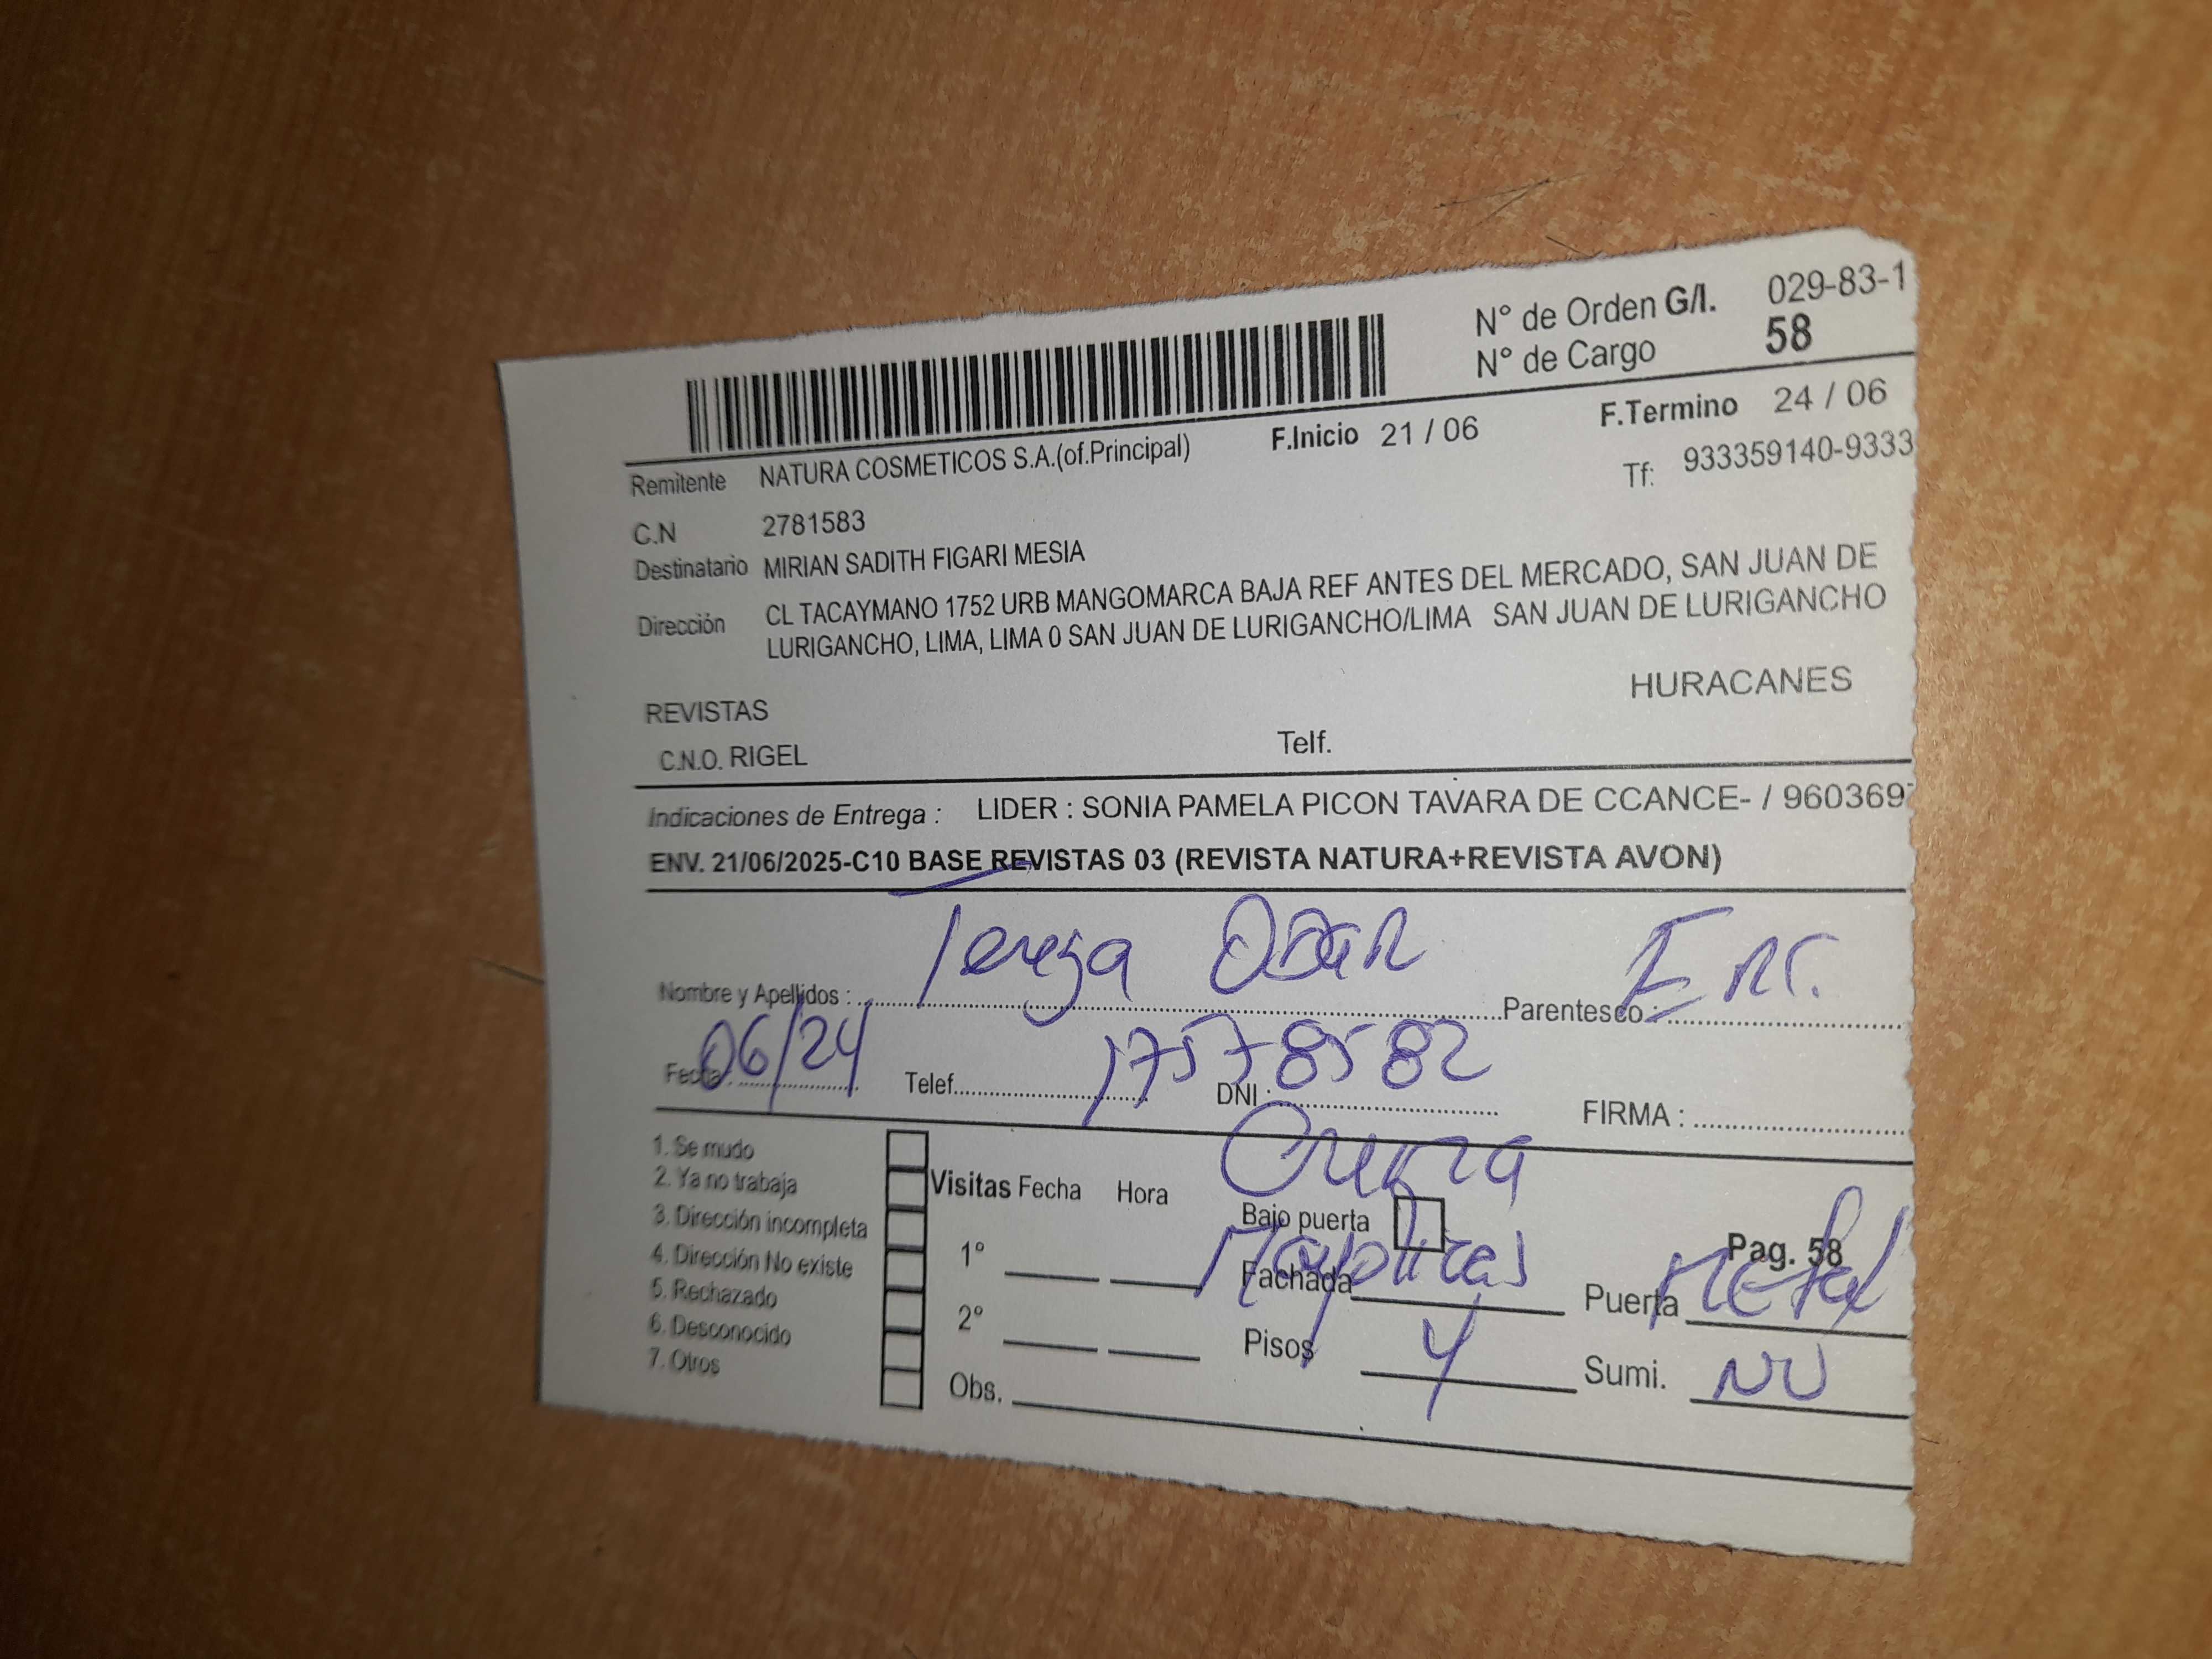 N° de Orden G/I. 029-83-1
N° de Cargo 58
F.Inicio 21 / 06 F.Termino 24 / 06
Remitente NATURA COSMETICOS S.A.(of.Principal) Tf: 933359140-9333
C.N 2781583
Destinatario MIRIAN SADITH FIGARI MESIA
Dirección CL TACAYMANO 1752 URB MANGOMARCA BAJA REF ANTES DEL MERCADO, SAN JUAN DE
LURIGANCHO, LIMA, LIMA 0 SAN JUAN DE LURIGANCHO/LIMA SAN JUAN DE LURIGANCHO
HURACANES
REVISTAS
C.N.O. RIGEL Telf.
Indicaciones de Entrega : LIDER : SONIA PAMELA PICON TAVARA DE CCANCE- / 960369
ENV. 21/06/2025-C10 BASE REVISTAS 03 (REVISTA NATURA+REVISTA AVON)
Nombre y Apellidos : Tereza Parentesco :
Fecha : 06/24 Telef. DNI : 17578582 FIRMA :
1. Se mudo
2. Ya no trabaja
3. Dirección incompleta
4. Dirección No existe
5. Rechazado
6. Desconocido
7. Otros
Visitas Fecha Hora
1°
2°
Obs.
Bajo puerta Pag. 58
Fachada Mayolicas Puerta Metal
Pisos 4 Sumi. NO